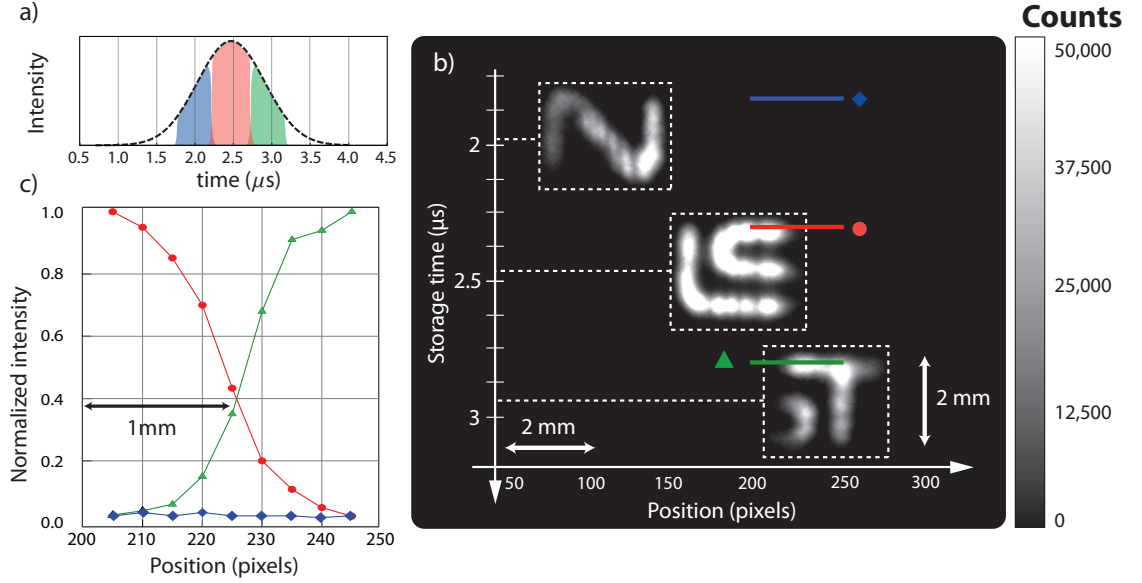 a)
Intensity
0.5 1.0 1.5 2.0 2.5 3.0 3.5 4.0 4.5
time (μs)
c)
Normalized intensity
1.0
0.8
0.6
0.4
0.2
0.0
1mm
200 210 220 230 240 250
Position (pixels)
b)
Storage time (μs)
2
2.5
3
N
T
2 mm
2 mm
50 100 150 200 260 300
Position (pixels)
Counts
50,000
37,500
25,000
12,500
0